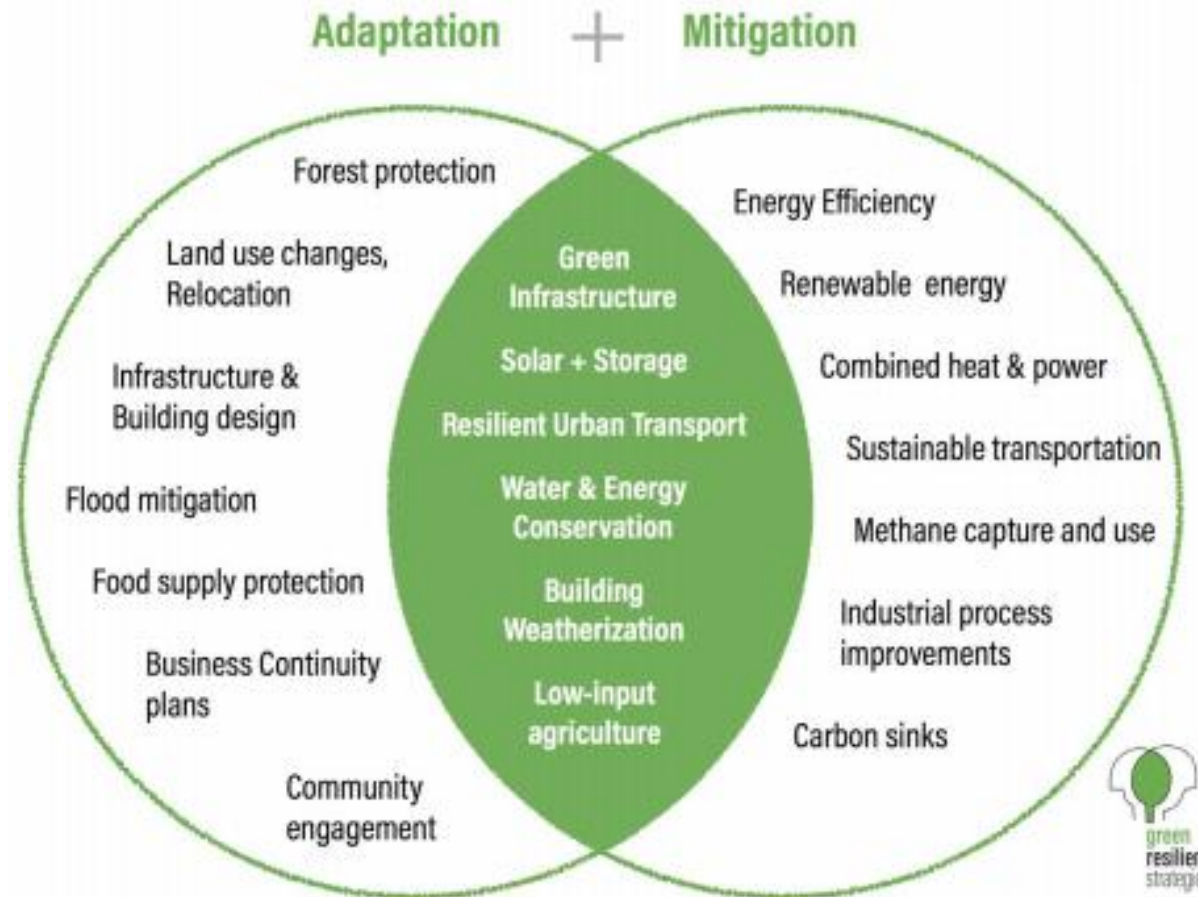 Adaptation + Mitigation
Forest protection
Land use changes,
Relocation
Infrastructure &
Building design
Flood mitigation
Food supply protection
Business Continuity
plans
Community
engagement
Green
Infrastructure
Solar + Storage
Resilient Urban Transport
Water & Energy
Conservation
Building
Weatherization
Low-input
agriculture
Energy Efficiency
Renewable energy
Combined heat & power
Sustainable transportation
Methane capture and use
Industrial process
improvements
Carbon sinks
green